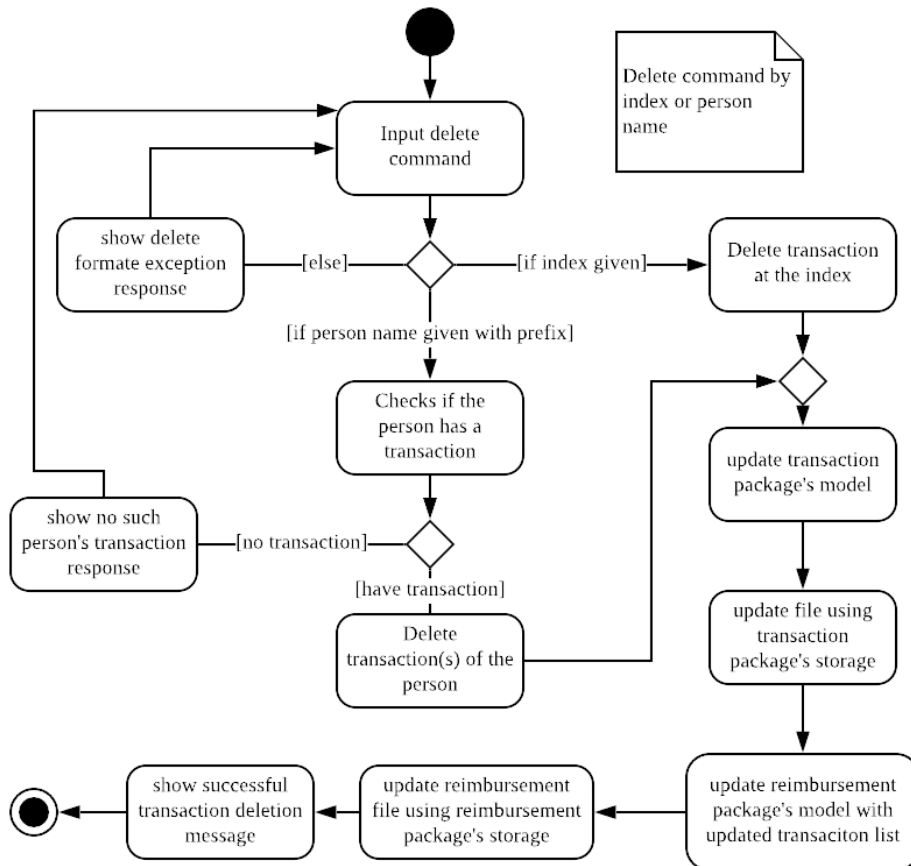 Delete command by
index or person
name
Input delete
command
show delete
formate exception
response
[else]
[if index given]
Delete transaction
at the index
[if person name given with prefix]
Checks if the
person has a
transaction
update transaction
package's model
show no such
person's transaction
response
[no transaction]
[have transaction]
Delete
transaction(s) of the
person
update file using
transaction
package's storage
show successful
transaction deletion
message
update reimbursement
file using reimbursement
package's storage
update reimbursement
package's model with
updated transaciton list